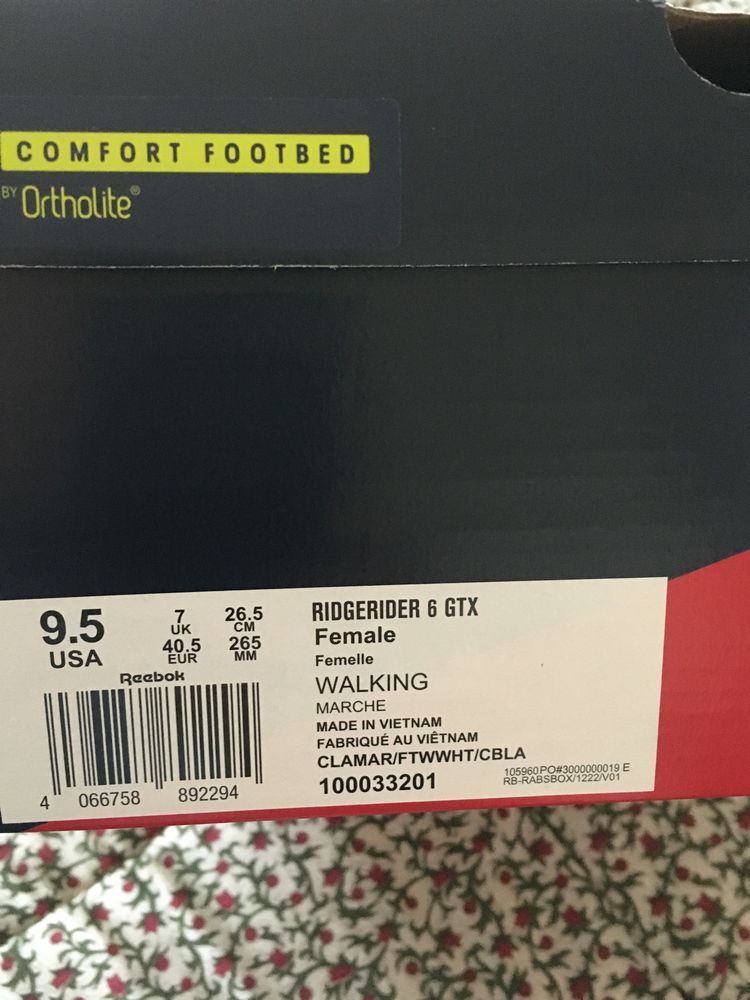 COMFORT FOOTBED
BY Ortholite®
9.5
USA
7
UK
40.5
EUR
26.5
CM
265
MM
Reebok
4 066758 892294
RIDGERIDER 6 GTX
Female
Femelle
WALKING
MARCHE
MADE IN VIETNAM
FABRIQUÉ AU VIÊTNAM
CLAMAR/FTWWHT/CBLA
100033201
105960PO#3000000019 E
RB-RABSBOX/1222/V01